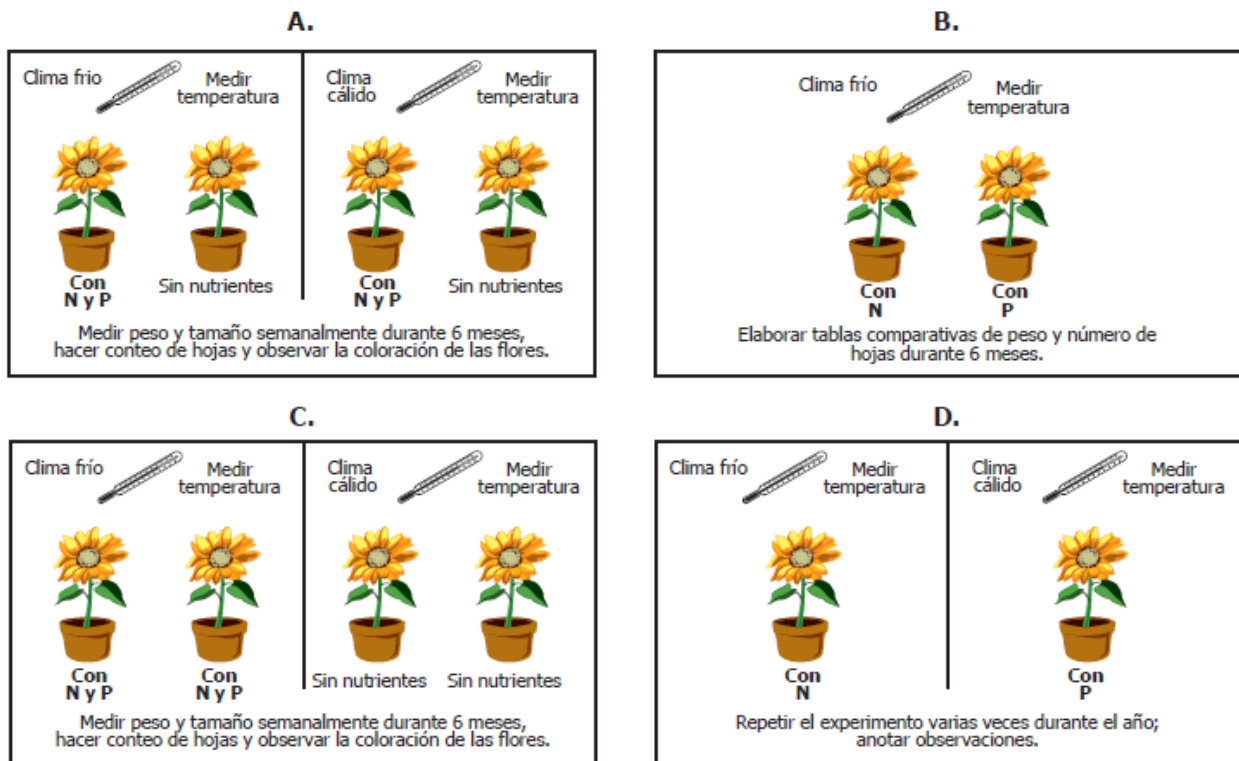 A.
Clima frio
Medir
temperatura
Clima
cálido
Medir
temperatura
Con
N y P
Sin nutrientes
Con
N y P
Sin nutrientes
Medir peso y tamaño semanalmente durante 6 meses,
hacer conteo de hojas y observar la coloración de las flores.
B.
Clima frío
Medir
temperatura
Con
N
Con
P
Elaborar tablas comparativas de peso y número de
hojas durante 6 meses.
C.
Clima frío
Medir
temperatura
Clima
cálido
Medir
temperatura
Con
N y P
Con
N y P
Sin nutrientes
Sin nutrientes
Medir peso y tamaño semanalmente durante 6 meses,
hacer conteo de hojas y observar la coloración de las flores.
D.
Clima frío
Medir
temperatura
Clima
cálido
Medir
temperatura
Con
N
Con
P
Repetir el experimento varias veces durante el año;
anotar observaciones.